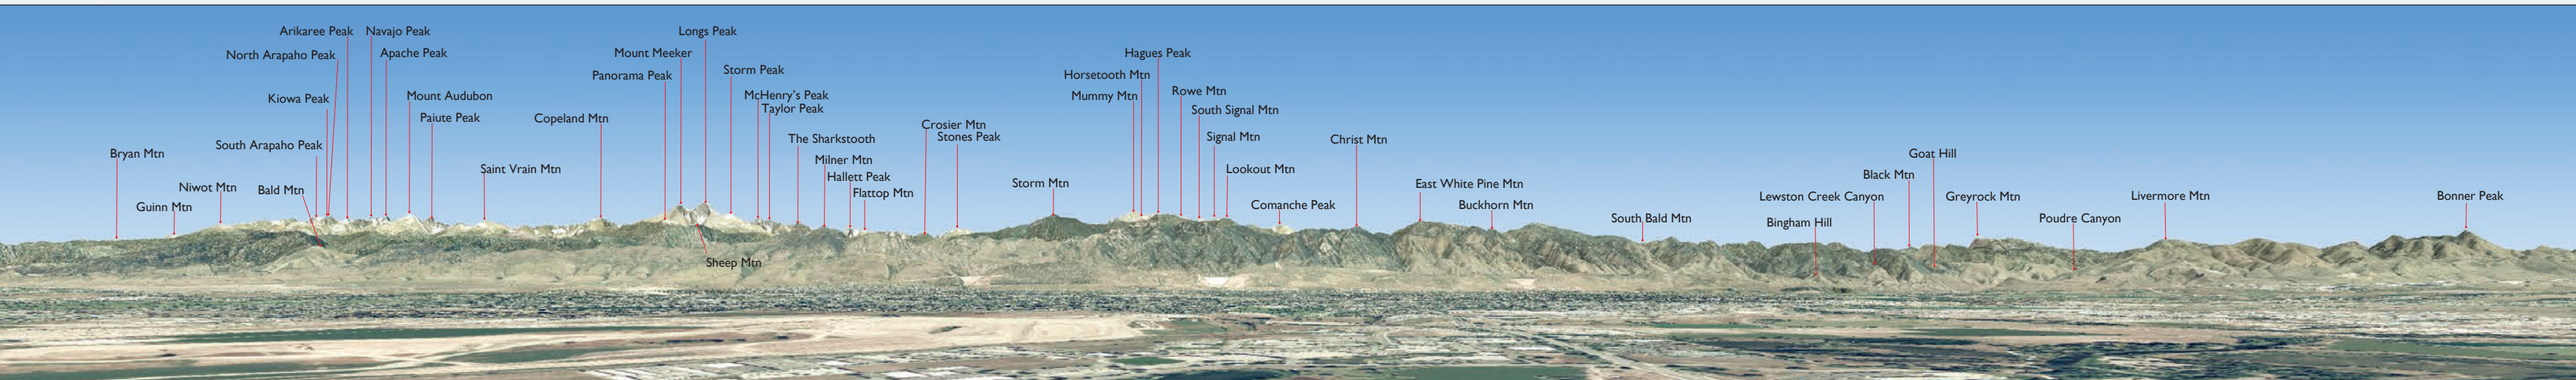 Arikaree Peak
Navajo Peak
Longs Peak
North Arapaho Peak
Apache Peak
Mount Meeker
Hagues Peak
Panorama Peak
Storm Peak
Horsetooth Mtn
Kiowa Peak
Mount Audubon
McHenry's Peak
Mummy Mtn
Rowe Mtn
Taylor Peak
South Signal Mtn
Paiute Peak
Copeland Mtn
Crosier Mtn
Stones Peak
South Arapaho Peak
The Sharkstooth
Signal Mtn
Christ Mtn
Bryan Mtn
Milner Mtn
Goat Hill
Saint Vrain Mtn
Hallett Peak
Lookout Mtn
Black Mtn
Niwot Mtn
Bald Mtn
Flattop Mtn
Storm Mtn
East White Pine Mtn
Guinn Mtn
Comanche Peak
Buckhorn Mtn
Lewston Creek Canyon
Greyrock Mtn
Livermore Mtn
Bonner Peak
South Bald Mtn
Bingham Hill
Poudre Canyon
Sheep Mtn